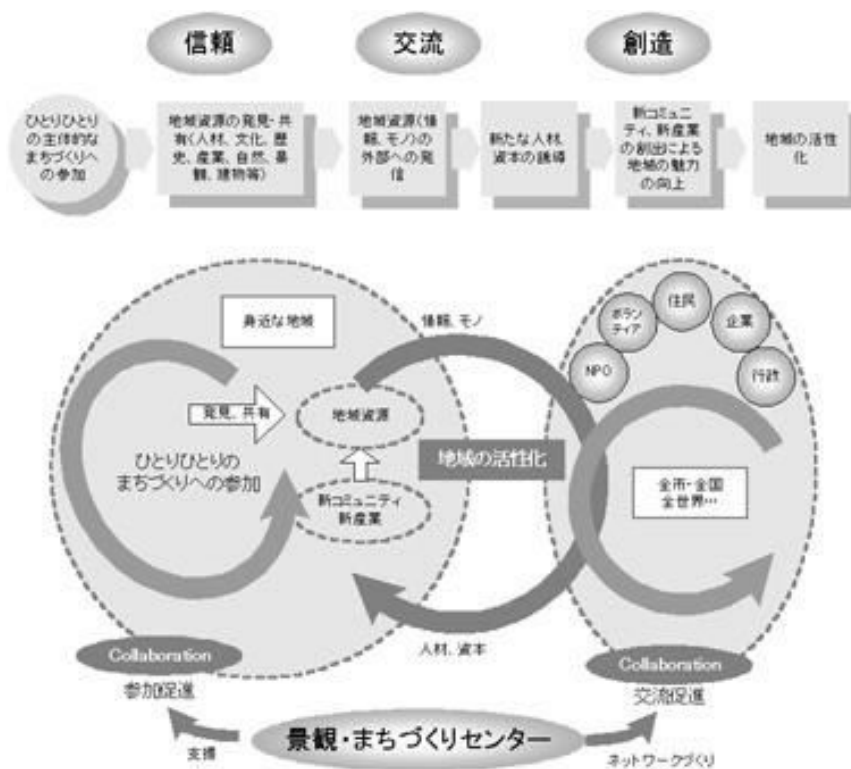 信頼
交流
創造
ひとりひとり
の主体的な
まちづくりへ
の参加
地域資源の発見・共
有(人材、文化、歴
史、産業、自然、景
観、建物等)
地域資源(情
報、モノ)の
外部への発
信
新たな人材、
資本の誘導
新コミュニ
ティ、新産業
の創出による
地域の魅力
の向上
地域の活性
化
身近な地域
情報、モノ
発見、共有
地域資源
ひとりひとりの
まちづくりへの参加
新コミュニティ
新産業
地域の活性化
NPO
ボラン
ティア
住民
企業
行政
全市・全国
全世界…
人材、資本
Collaboration
参加促進
Collaboration
交流促進
支援
景観・まちづくりセンター
ネットワークづくり